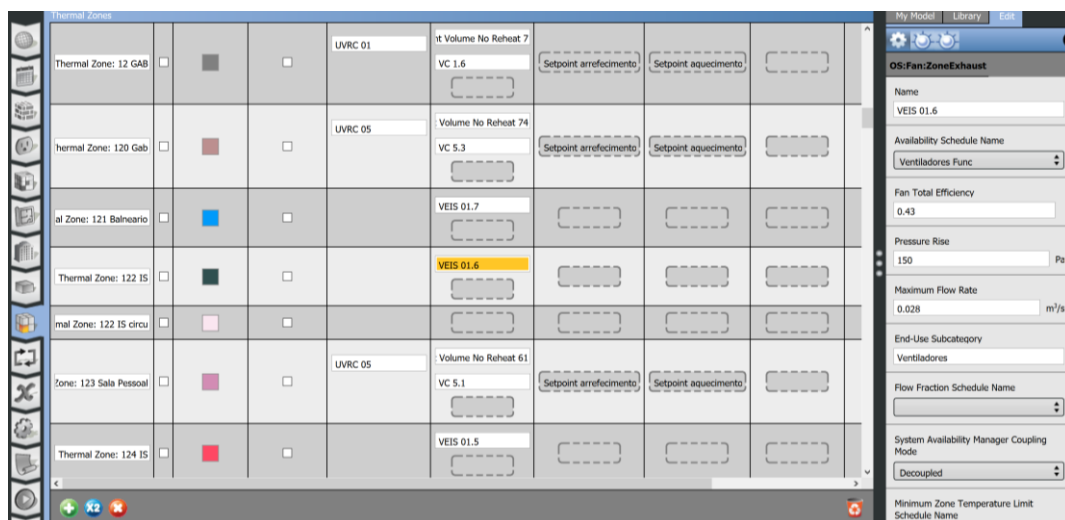 Thermal Zones
My Model Library Edit
OS:Fan:ZoneExhaust
Thermal Zone: 12 GAB
UVRC 01
nt Volume No Reheat 7
VC 1.6
Setpoint arrefecimento
Setpoint aquecimento
hermal Zone: 120 Gab
UVRC 05
: Volume No Reheat 74
VC 5.3
Setpoint arrefecimento
Setpoint aquecimento
al Zone: 121 Balneario
VEIS 01.7
Thermal Zone: 122 IS
VEIS 01.6
mal Zone: 122 IS circu
Zone: 123 Sala Pessoal
UVRC 05
: Volume No Reheat 61
VC 5.1
Setpoint arrefecimento
Setpoint aquecimento
Thermal Zone: 124 IS
VEIS 01.5
X2
Name
VEIS 01.6
Availability Schedule Name
Ventiladores Func
Fan Total Efficiency
0.43
Pressure Rise
150 Pa
Maximum Flow Rate
0.028 m³/s
End-Use Subcategory
Ventiladores
Flow Fraction Schedule Name
System Availability Manager Coupling
Mode
Decoupled
Minimum Zone Temperature Limit
Schedule Name